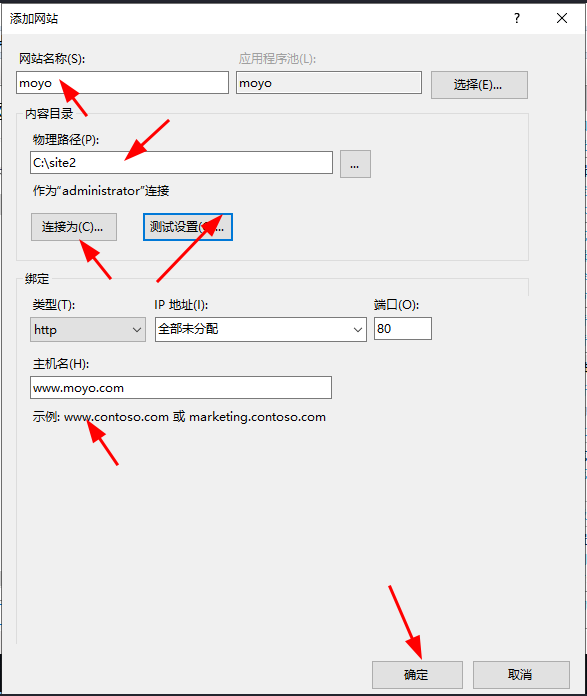 添加网站
?
网站名称(S):
应用程序池(L):
moyo
moyo
选择(E)...
内容目录
物理路径(P):
C:\site2
...
作为"administrator"连接
连接为(C)...
测试设置(...
绑定
类型(T):
IP 地址(I):
端口(O):
http
全部未分配
80
主机名(H):
www.moyo.com
示例: www.contoso.com 或 marketing.contoso.com
确定
取消